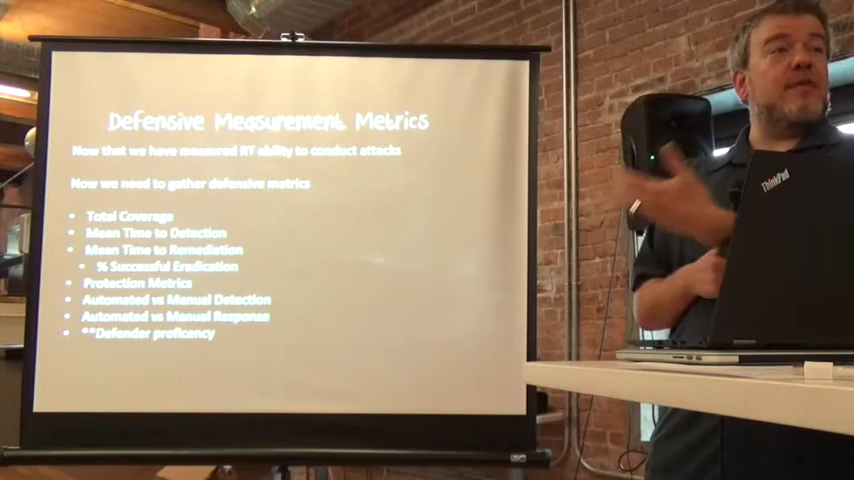 Defensive Measurement Metrics
Now that we have measured RT ability to conduct attacks
Now we need to gather defensive metrics
• Total Coverage
• Mean Time to Detection
• Mean Time to Remediation
• % Successful Eradication
• Protection Metrics
• Automated vs Manual Detection
• Automated vs Manual Response
• **Defender proficency
ThinkPad